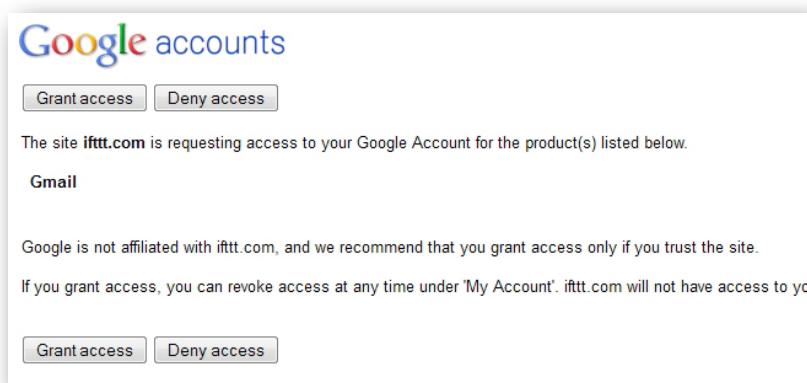 Google accounts
Grant access Deny access
The site ifttt.com is requesting access to your Google Account for the product(s) listed below.
Gmail
Google is not affiliated with ifttt.com, and we recommend that you grant access only if you trust the site.
If you grant access, you can revoke access at any time under 'My Account'. ifttt.com will not have access to
Grant access Deny access